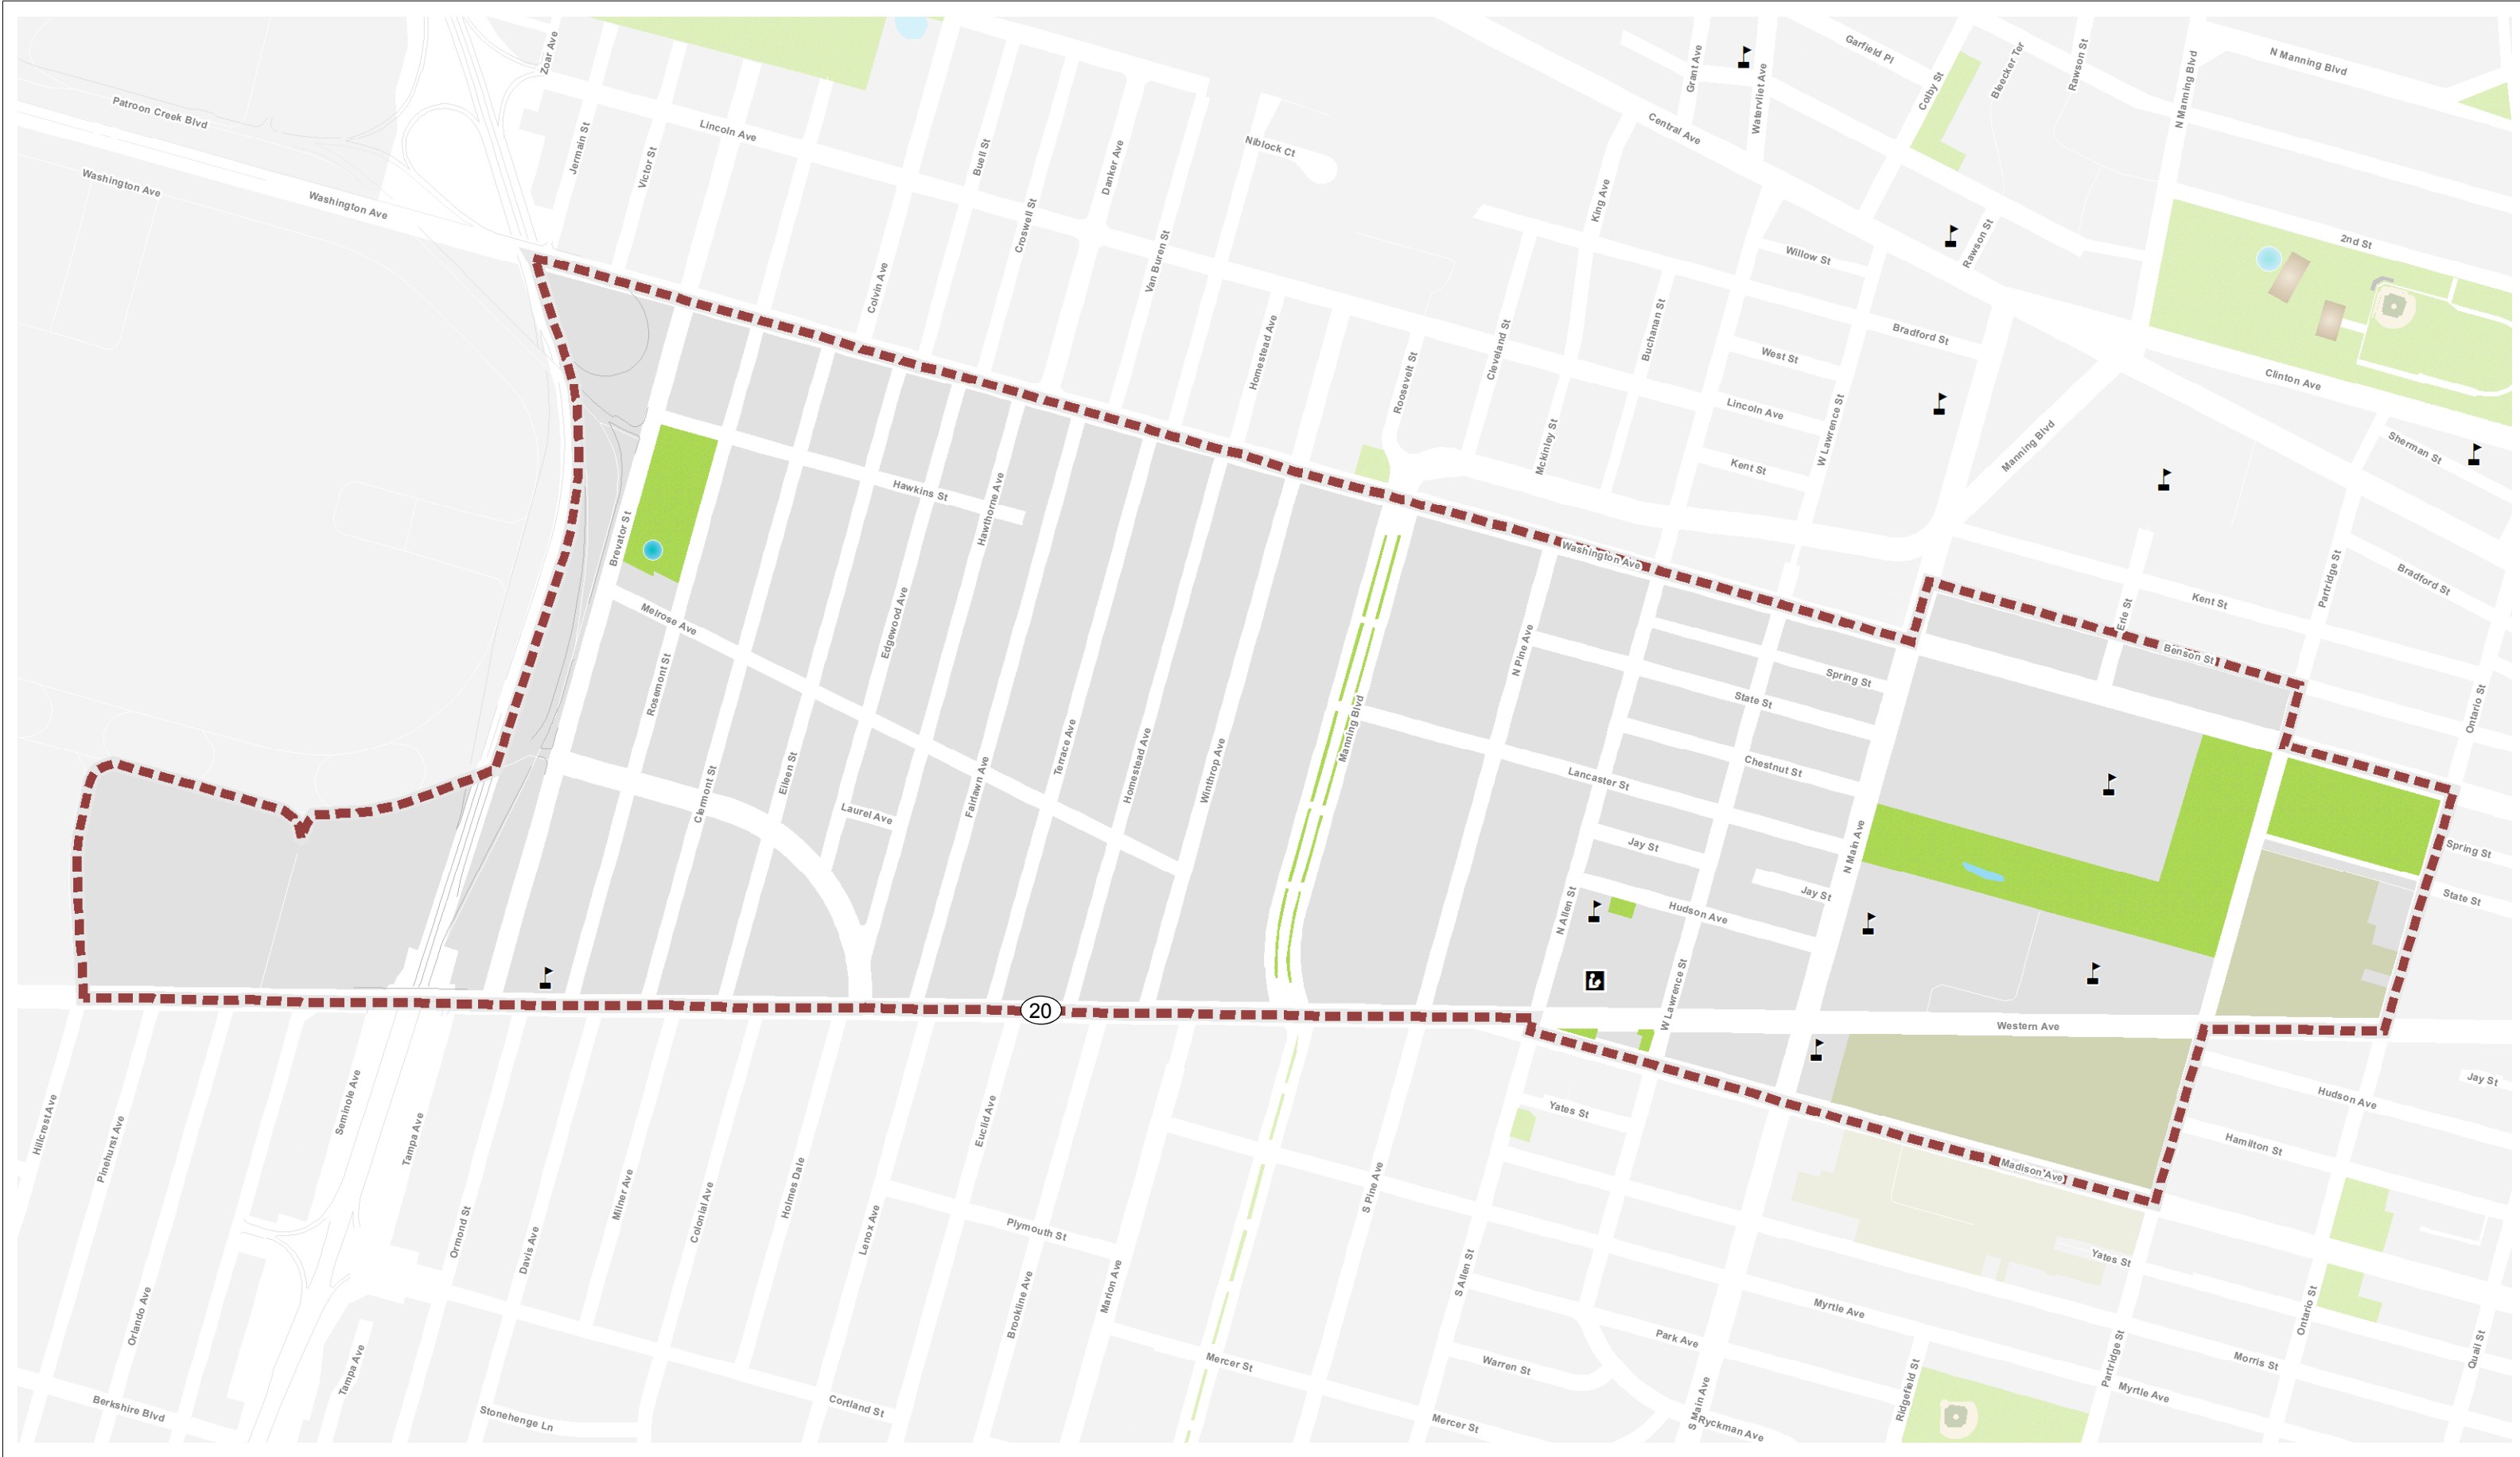 Zoar Ave
Grant Ave
Garfield Pl
Bleecker Ter
Rawson St
N Manning Blvd
N Manning Blvd
Patroon Creek Blvd
Colby St
Watervliet Ave
Central Ave
Lincoln Ave
Jermain St
Victor St
Buell St
Danker Ave
Niblock Ct
Washington Ave
Washington Ave
King Ave
Croswell St
Van Buren St
Rawson St
2nd St
Willow St
Colvin Ave
Homestead Ave
Roosevelt St
Cleveland St
Buchanan St
Bradford St
West St
Clinton Ave
Lincoln Ave
W Lawrence St
Mckinley St
Manning Blvd
Sherman St
Kent St
Hawkins St
Hawthorne Ave
Brevator St
Washington Ave
Partridge St
Bradford St
Kent St
Erie St
Melrose Ave
Edgewood Ave
N Pine Ave
Benson St
Rosemont St
Spring St
State St
Ontario St
Manning Blvd
Terrace Ave
Homestead Ave
Winthrop Ave
Chestnut St
Lancaster St
Clermont St
Eileen St
Fairlawn Ave
Laurel Ave
Jay St
N Main Ave
Spring St
Jay St
State St
N Allen St
Hudson Ave
W Lawrence St
20
Western Ave
Hillcrest Ave
Pinehurst Ave
Seminole Ave
Tampa Ave
Euclid Ave
Yates St
Jay St
Hudson Ave
Hamilton St
Madison Ave
Milner Ave
Colonial Ave
Holmes Dale
S Pine Ave
Ormond St
Davis Ave
Lenox Ave
Plymouth St
Yates St
Orlando Ave
Brookline Ave
Marion Ave
S Allen St
Myrtle Ave
Ontario St
Tampa Ave
Mercer St
Park Ave
Warren St
Partridge St
Morris St
Quail St
Myrtle Ave
Ridgefield St
S Main Ave
Berkshire Blvd
Stonehenge Ln
Cortland St
Mercer St
Ryckman Ave